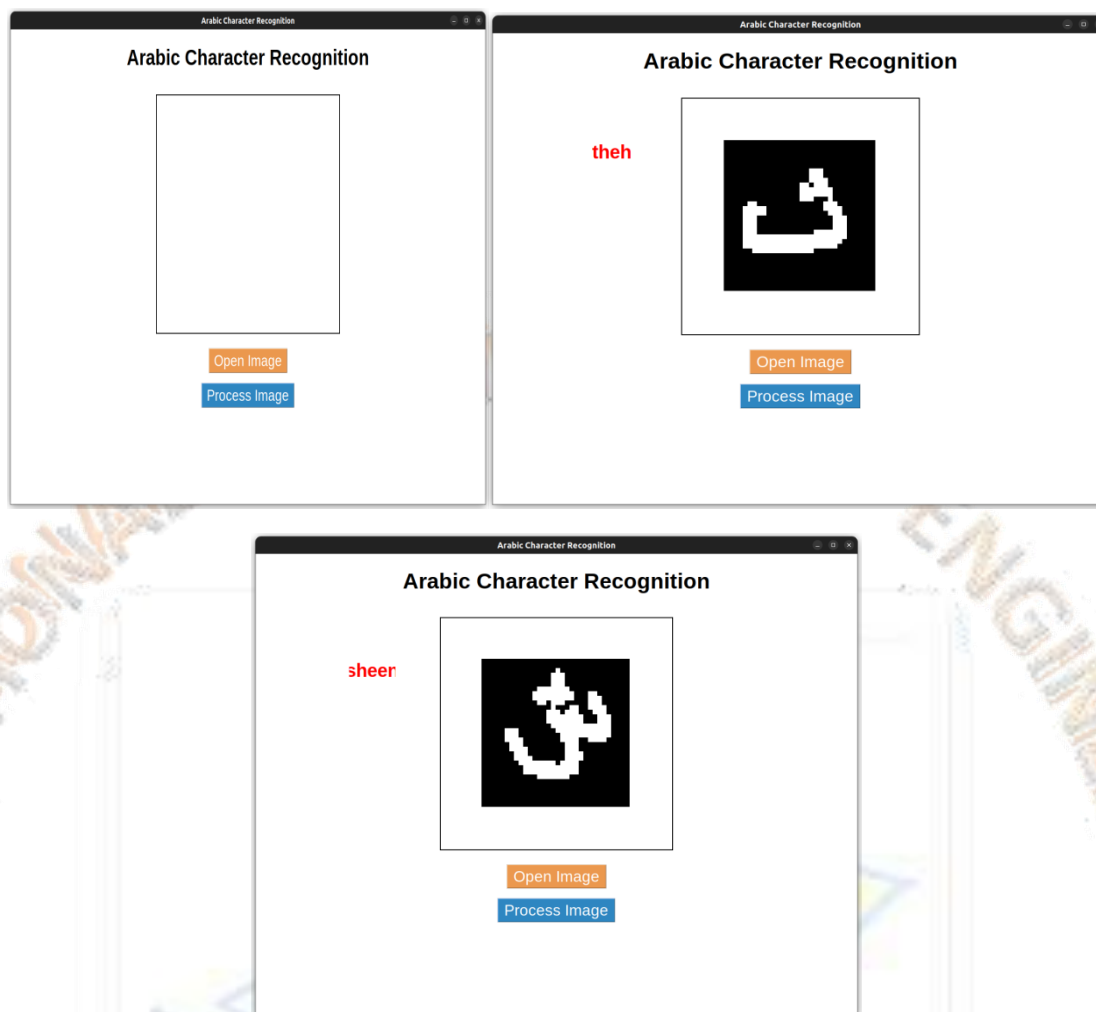 Arabic Character Recognition
Arabic Character Recognition
Open Image
Process Image
Arabic Character Recognition
Arabic Character Recognition
theh
ث
Open Image
Process Image
Arabic Character Recognition
Arabic Character Recognition
sheen
ش
Open Image
Process Image